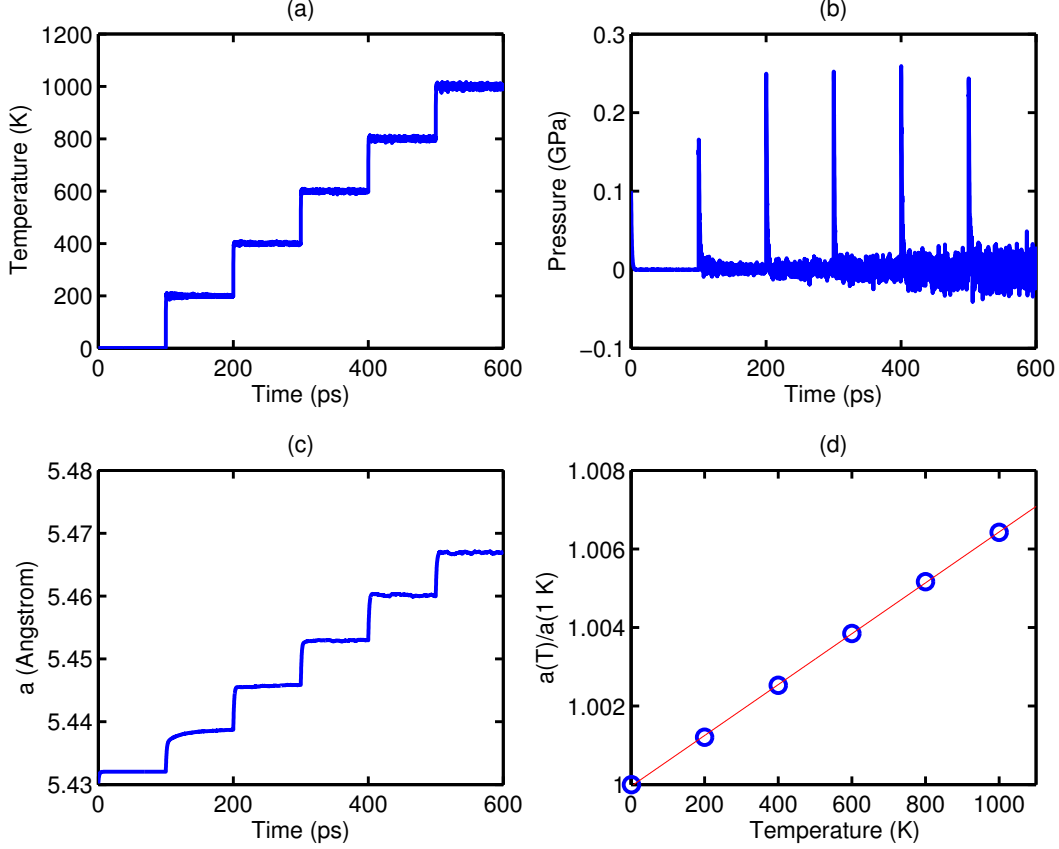 (a)
Temperature (K)
1200
1000
800
600
400
200
0
0 200 400 600
Time (ps)
(b)
Pressure (GPa)
0.3
0.2
0.1
0
−0.1
0 200 400 600
Time (ps)
(c)
a (Angstrom)
5.48
5.47
5.46
5.45
5.44
5.43
0 200 400 600
Time (ps)
(d)
a(T)/a(1 K)
1.008
1.006
1.004
1.002
1
0 200 400 600 800 1000
Temperature (K)